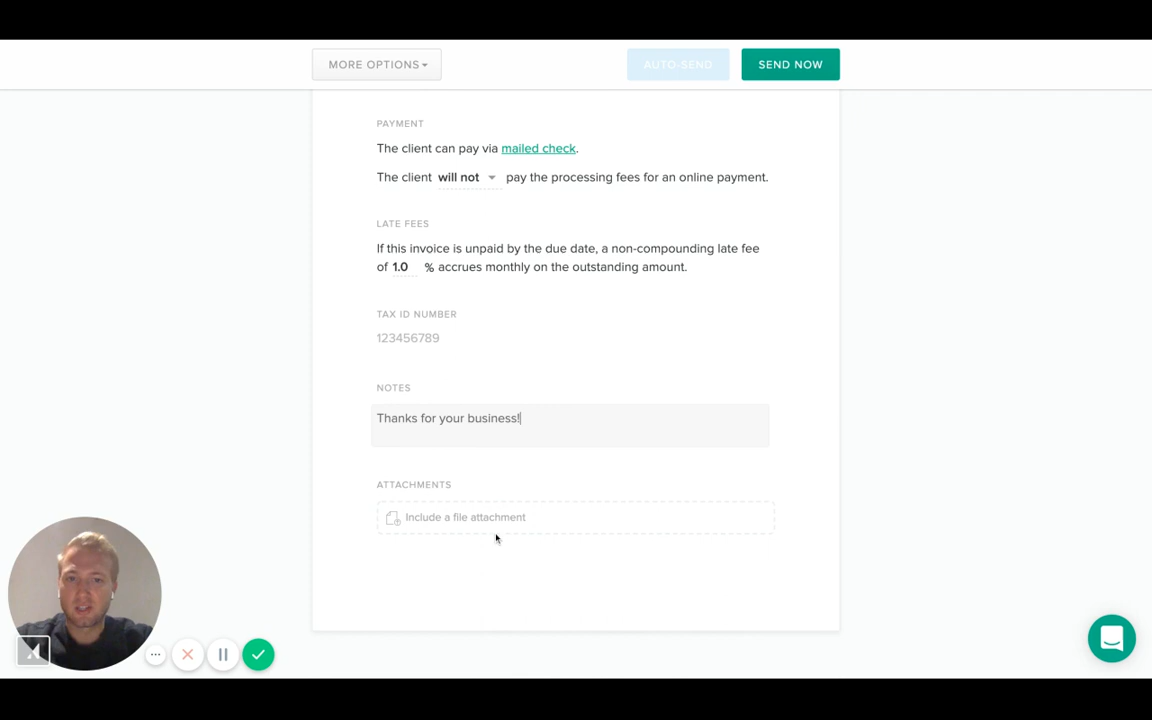 MORE OPTIONS
AUTO-SEND
SEND NOW
PAYMENT
The client can pay via mailed check.
The client will not pay the processing fees for an online payment.
LATE FEES
If this invoice is unpaid by the due date, a non-compounding late fee
of 1.0 % accrues monthly on the outstanding amount.
TAX ID NUMBER
123456789
NOTES
Thanks for your business!
ATTACHMENTS
Include a file attachment